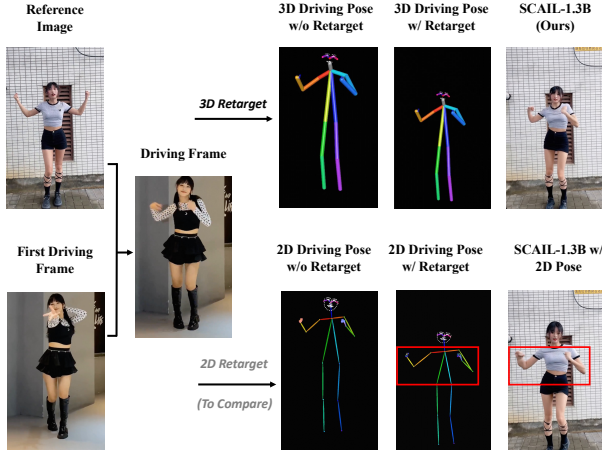 Reference
Image
3D Driving Pose
w/o Retarget
3D Driving Pose
w/ Retarget
SCAIL-1.3B
(Ours)
3D Retarget
Driving Frame
First Driving
Frame
2D Driving Pose
w/o Retarget
2D Driving Pose
w/ Retarget
SCAIL-1.3B w/
2D Pose
2D Retarget
(To Compare)